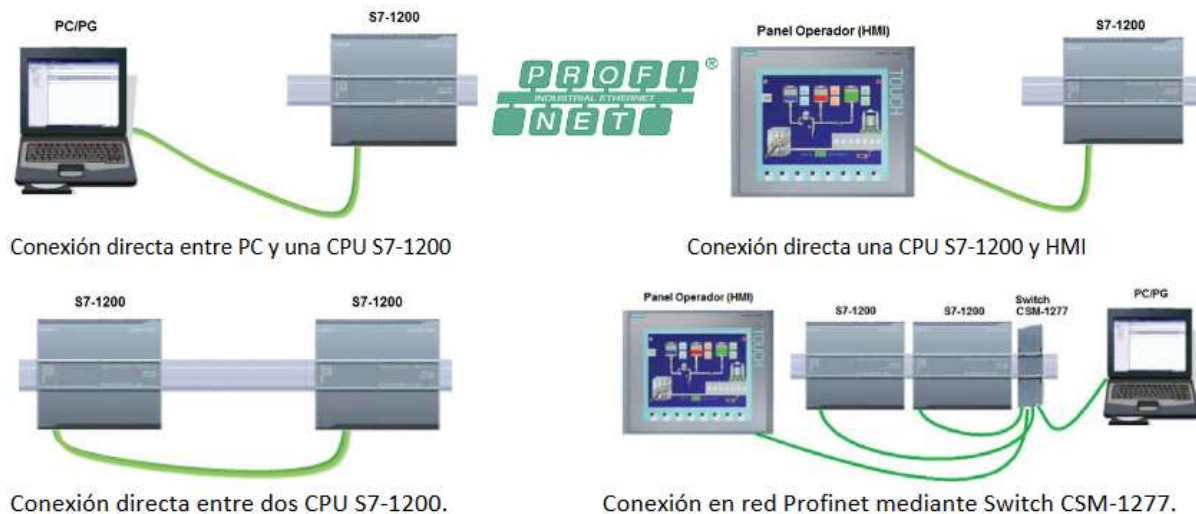 PC/PG
S7-1200
PROFI
INDUSTRIAL ETHERNET
NET
®
Panel Operador (HMI)
S7-1200
TOUCH
Conexión directa entre PC y una CPU S7-1200
Conexión directa una CPU S7-1200 y HMI
S7-1200
S7-1200
Panel Operador (HMI)
S7-1200
S7-1200
Switch
CSM-1277
PC/PG
TOUCH
Conexión directa entre dos CPU S7-1200.
Conexión en red Profinet mediante Switch CSM-1277.